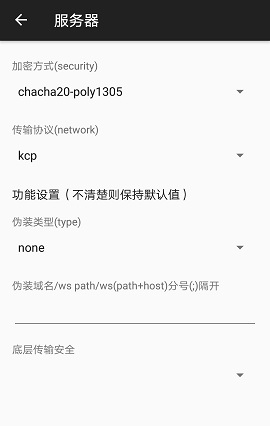 服务器
加密方式(security)
chacha20-poly1305
传输协议(network)
kcp
功能设置（不清楚则保持默认值）
伪装类型(type)
none
伪装域名/ws path/ws(path+host)分号(;)隔开
底层传输安全